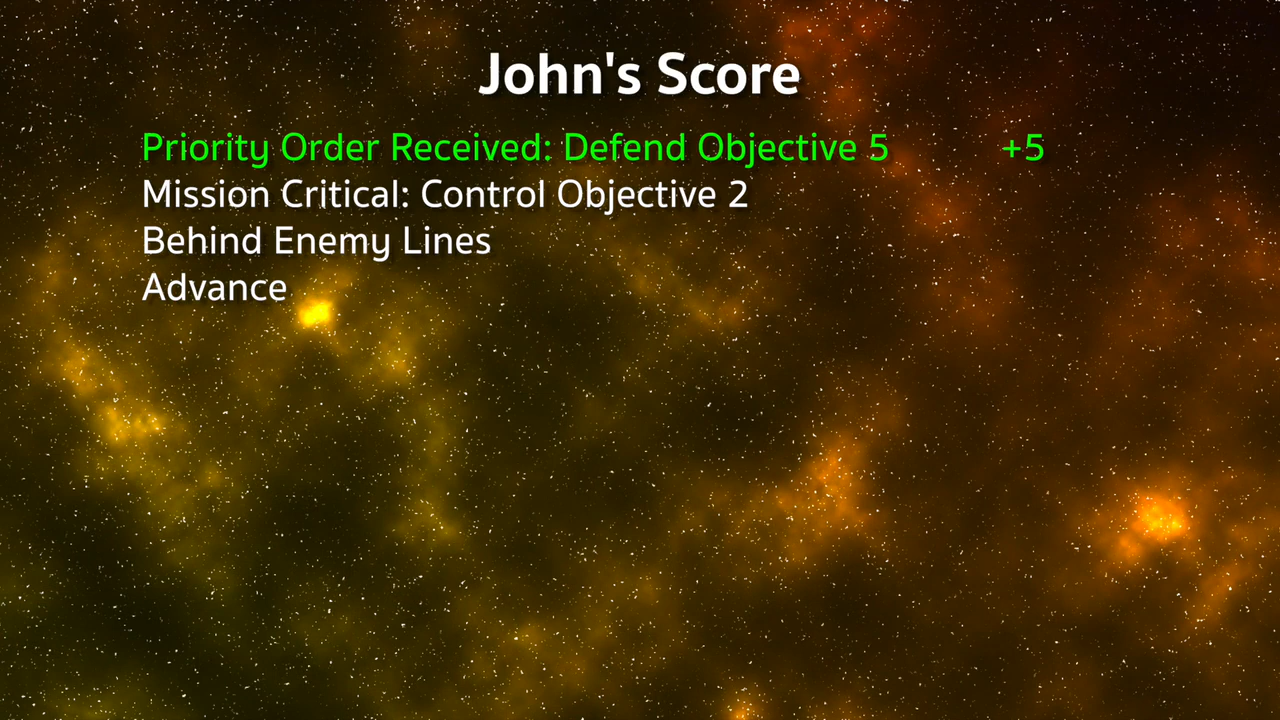 John's Score
Priority Order Received: Defend Objective 5 +5
Mission Critical: Control Objective 2
Behind Enemy Lines
Advance